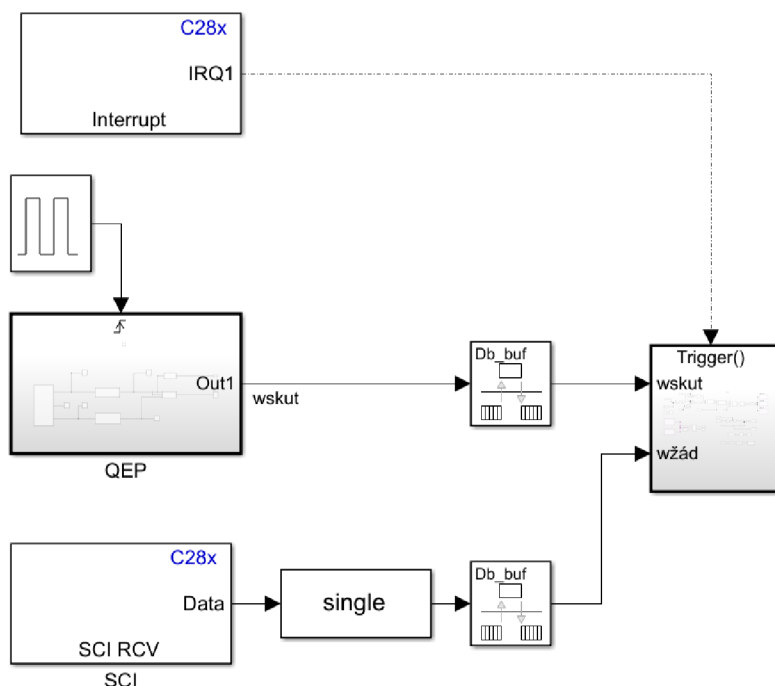 C28x
IRQ1
Interrupt
Out1
wskut
QEP
Db_buf
Trigger()
wskut
wžád
C28x
Data
SCI RCV
SCI
single
Db_buf